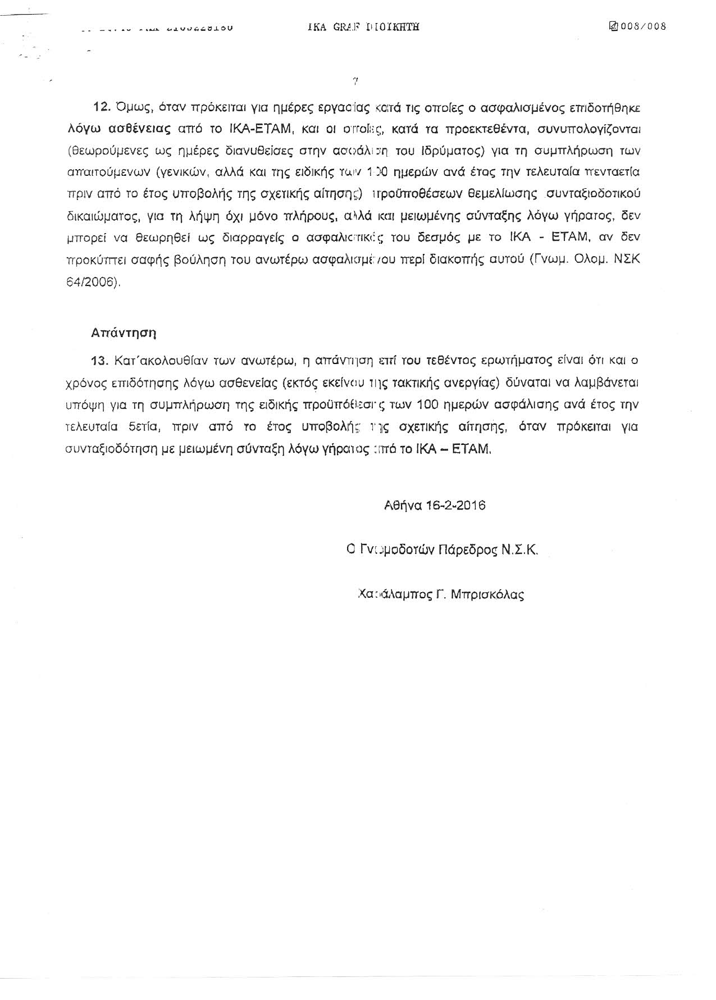 ΙΚΑ GRAF ΔΙΟΙΚΗΤΗ 008/008
7
12. Όμως, όταν πρόκειται για ημέρες εργασίας κατά τις οποίες ο ασφαλισμένος επιδοτήθηκε
λόγω ασθένειας από το ΙΚΑ-ΕΤΑΜ, και οι οποίες, κατά τα προεκτεθέντα, συνυπολογίζονται
(θεωρούμενες ως ημέρες διανυθείσες στην ασφάλιση του Ιδρύματος) για τη συμπλήρωση των
απαιτούμενων (γενικών, αλλά και της ειδικής των 100 ημερών ανά έτος την τελευταία πενταετία
πριν από το έτος υποβολής της σχετικής αίτησης) προϋποθέσεων θεμελίωσης συνταξιοδοτικού
δικαιώματος, για τη λήψη όχι μόνο πλήρους, αλλά και μειωμένης σύνταξης λόγω γήρατος, δεν
μπορεί να θεωρηθεί ως διαρραγείς ο ασφαλιστικός του δεσμός με το ΙΚΑ - ΕΤΑΜ, αν δεν
προκύπτει σαφής βούληση του ανωτέρω ασφαλισμένου περί διακοπής αυτού (Γνωμ. Ολομ. ΝΣΚ
64/2006).
Απάντηση
13. Κατ΄ακολουθίαν των ανωτέρω, η απάντηση επί του τεθέντος ερωτήματος είναι ότι και ο
χρόνος επιδότησης λόγω ασθενείας (εκτός εκείνου της τακτικής ανεργίας) δύναται να λαμβάνεται
υπόψη για τη συμπλήρωση της ειδικής προϋπόθεσης των 100 ημερών ασφάλισης ανά έτος την
τελευταία 5ετία, πριν από το έτος υποβολής της σχετικής αίτησης, όταν πρόκειται για
συνταξιοδότηση με μειωμένη σύνταξη λόγω γήρατος από το ΙΚΑ – ΕΤΑΜ.
Αθήνα 16-2-2016
Ο Γνωμοδοτών Πάρεδρος Ν.Σ.Κ.
Χαράλαμπος Γ. Μπρισκόλας